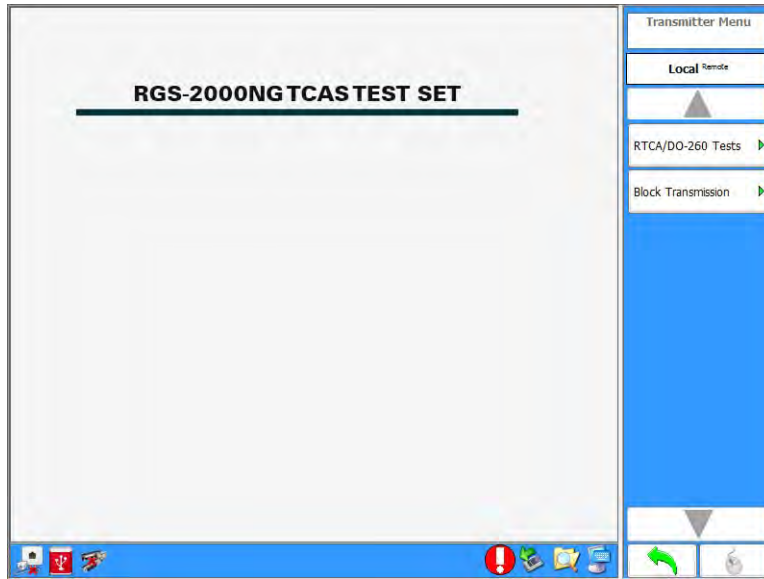 Transmitter Menu
Local Remote
RGS-2000NG TCAS TEST SET
RTCA/DO-260 Tests
Block Transmission